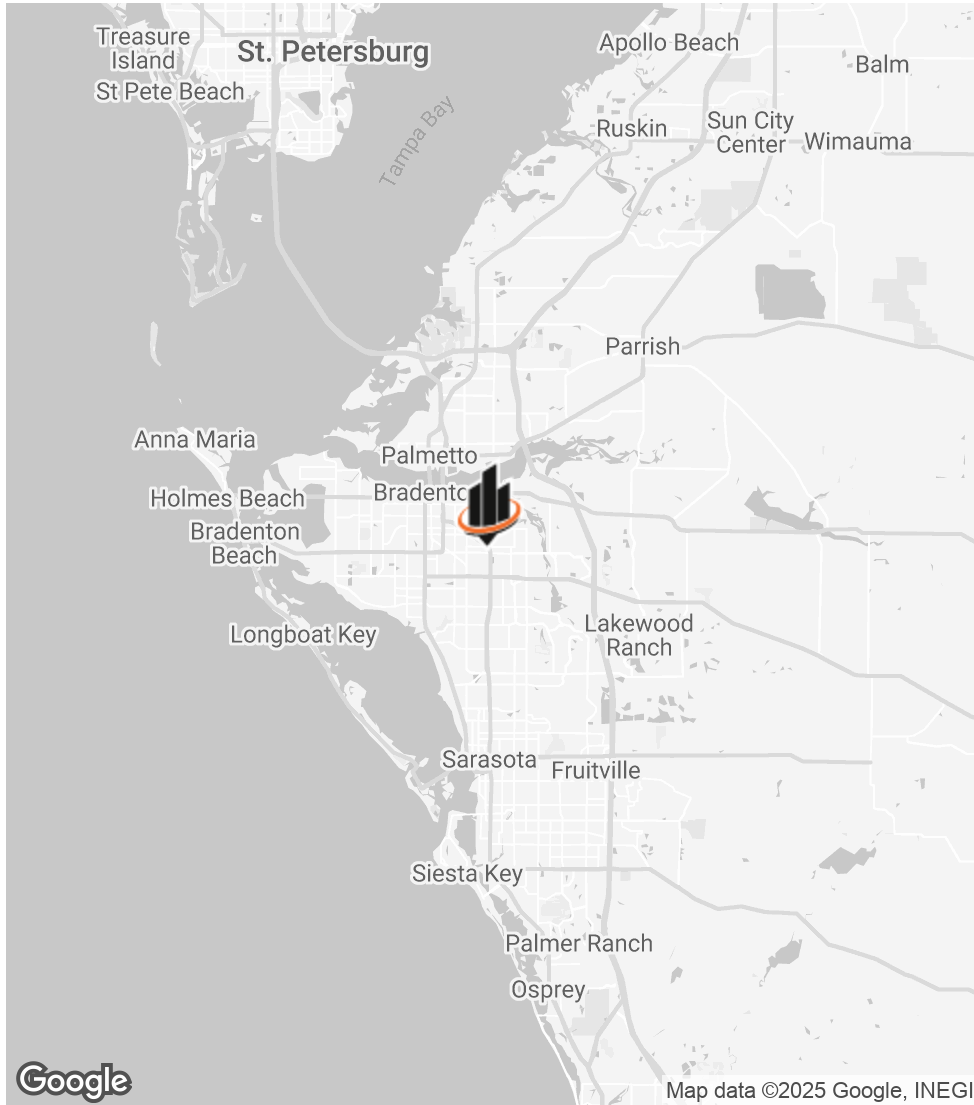 Treasure
Island
St. Petersburg
Apollo Beach
Balm
St Pete Beach
Tampa Bay
Ruskin
Sun City
Center
Wimauma
Parrish
Anna Maria
Palmetto
Holmes Beach
Bradento
Bradenton
Beach
Longboat Key
Lakewood
Ranch
Sarasota
Fruitville
Siesta Key
Palmer Ranch
Osprey
Google
Map data ©2025 Google, INEGI